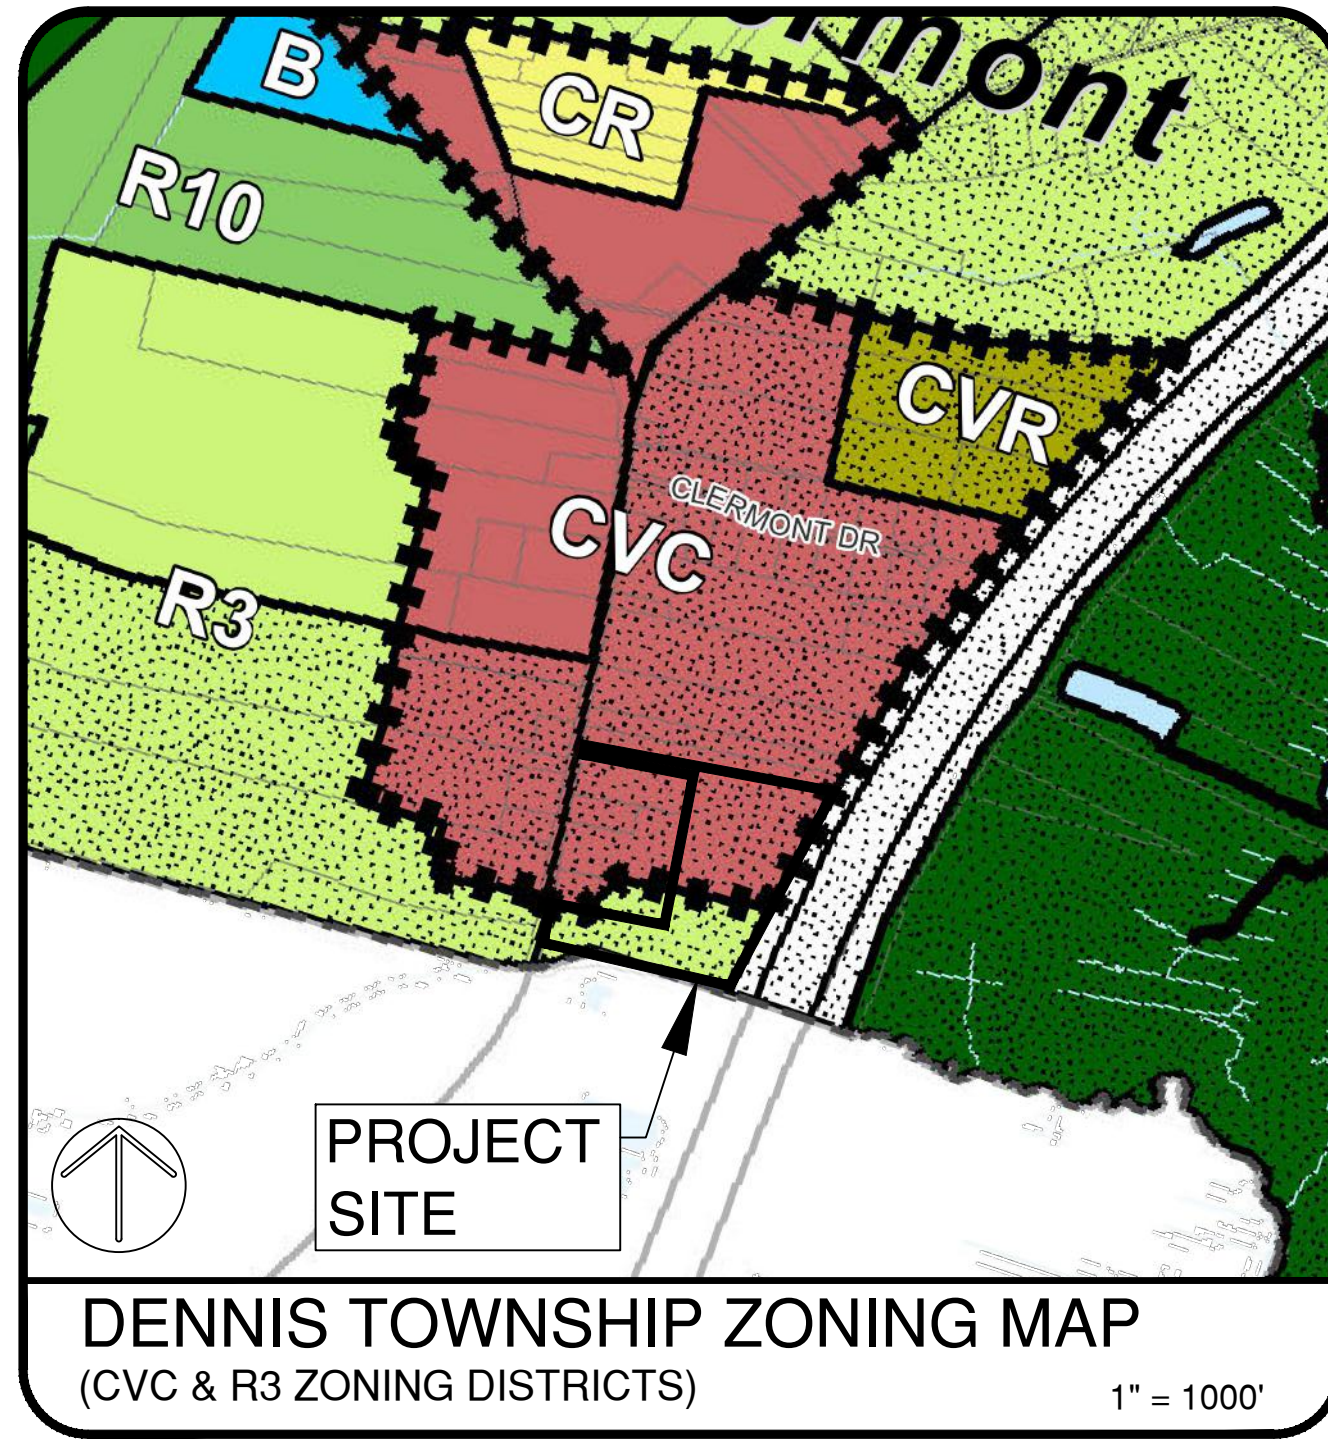 ormont
B
CR
R10
CVR
CLERMONT DR
CVC
R3
PROJECT
SITE
DENNIS TOWNSHIP ZONING MAP
(CVC & R3 ZONING DISTRICTS)
1" = 1000'